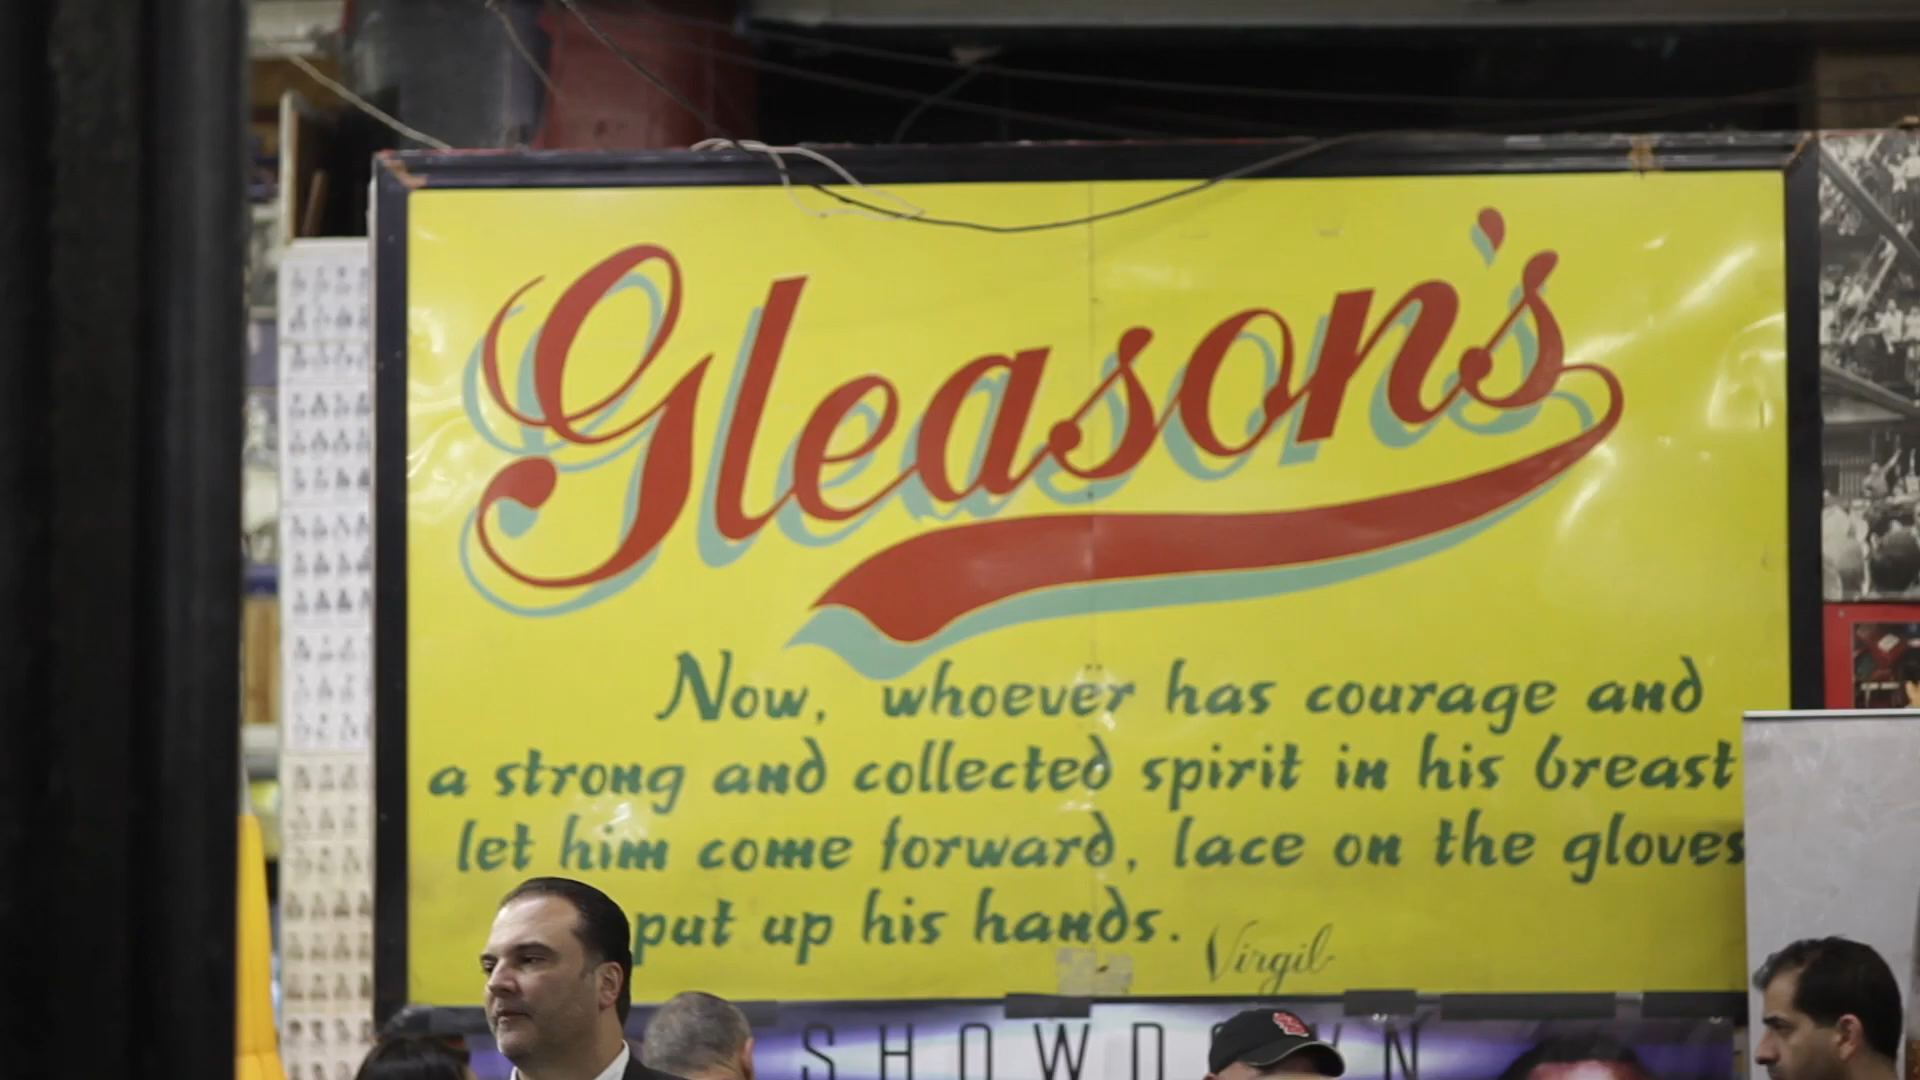 Gleason's
Now, whoever has courage and
a strong and collected spirit in his breast
let him come forward, lace on the gloves
put up his hands.
Virgil
SHOWDOWN